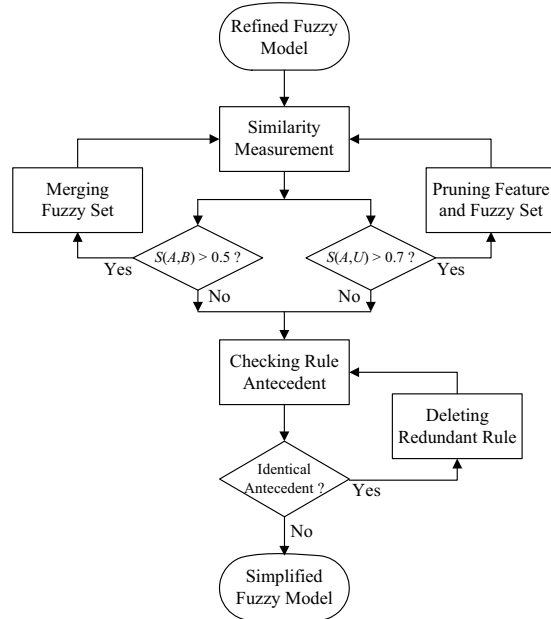 Refined Fuzzy
Model
Similarity
Measurement
Merging
Fuzzy Set
Pruning Feature
and Fuzzy Set
S(A,B) > 0.5 ?
S(A,U) > 0.7 ?
Yes
Yes
No
No
Checking Rule
Antecedent
Deleting
Redundant Rule
Identical
Antecedent ?
Yes
No
Simplified
Fuzzy Model